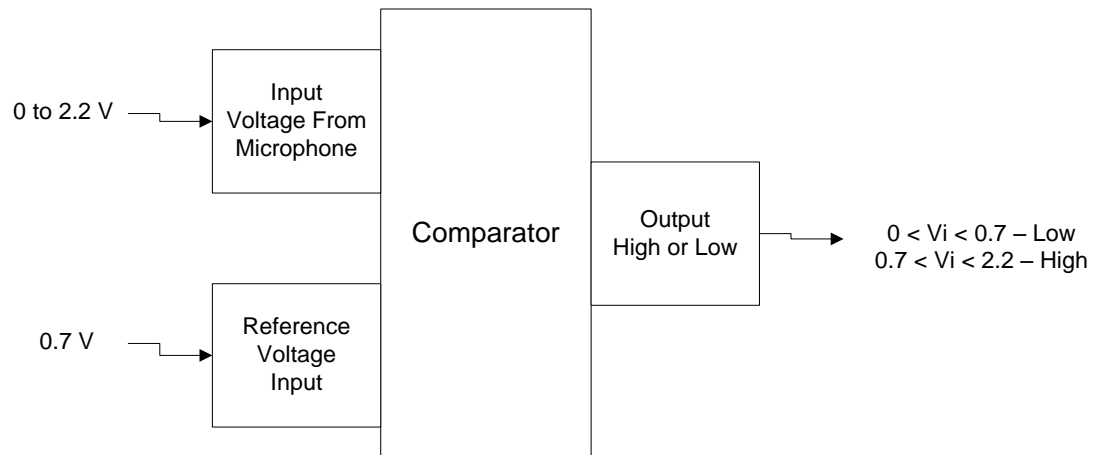 0 to 2.2 V
Input
Voltage From
Microphone
Comparator
Output
High or Low
0 < Vi < 0.7 – Low
0.7 < Vi < 2.2 – High
0.7 V
Reference
Voltage
Input